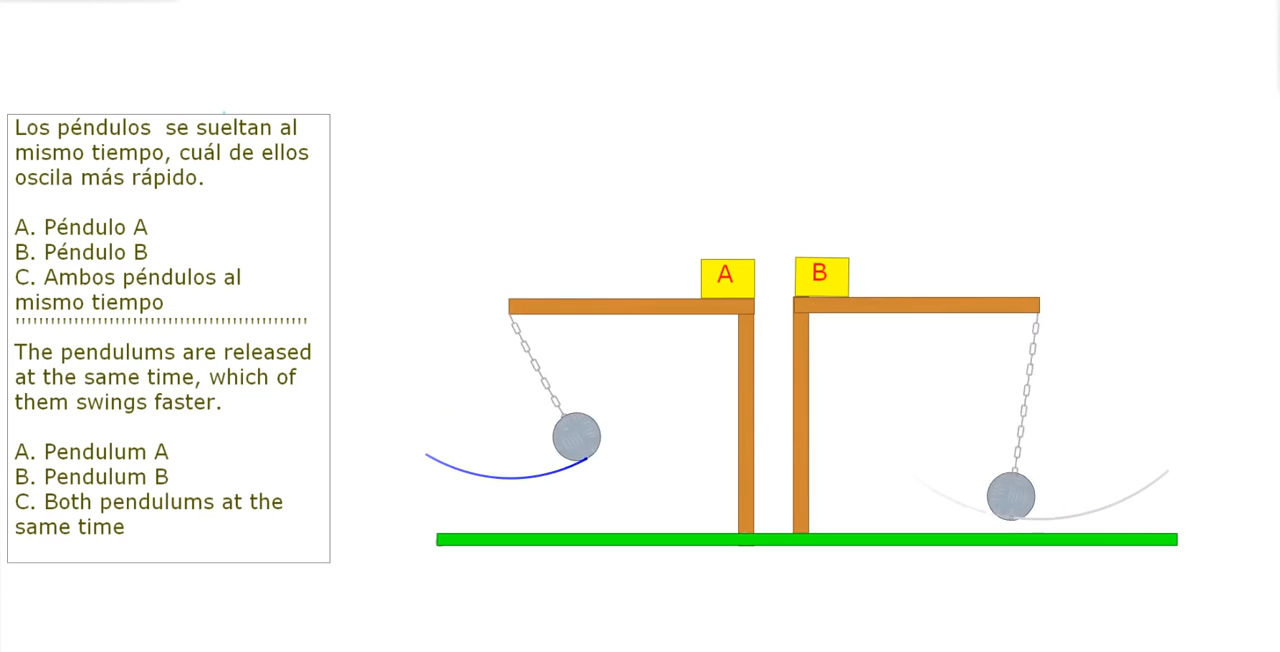 Los péndulos  se sueltan al
mismo tiempo, cuál de ellos
oscila más rápido.
A. Péndulo A
B. Péndulo B
C. Ambos péndulos al
mismo tiempo
''''''''''''''''''''''''''''''''''''''''''''''''''
The pendulums are released
at the same time, which of
them swings faster.
A. Pendulum A
B. Pendulum B
C. Both pendulums at the
same time
A
B